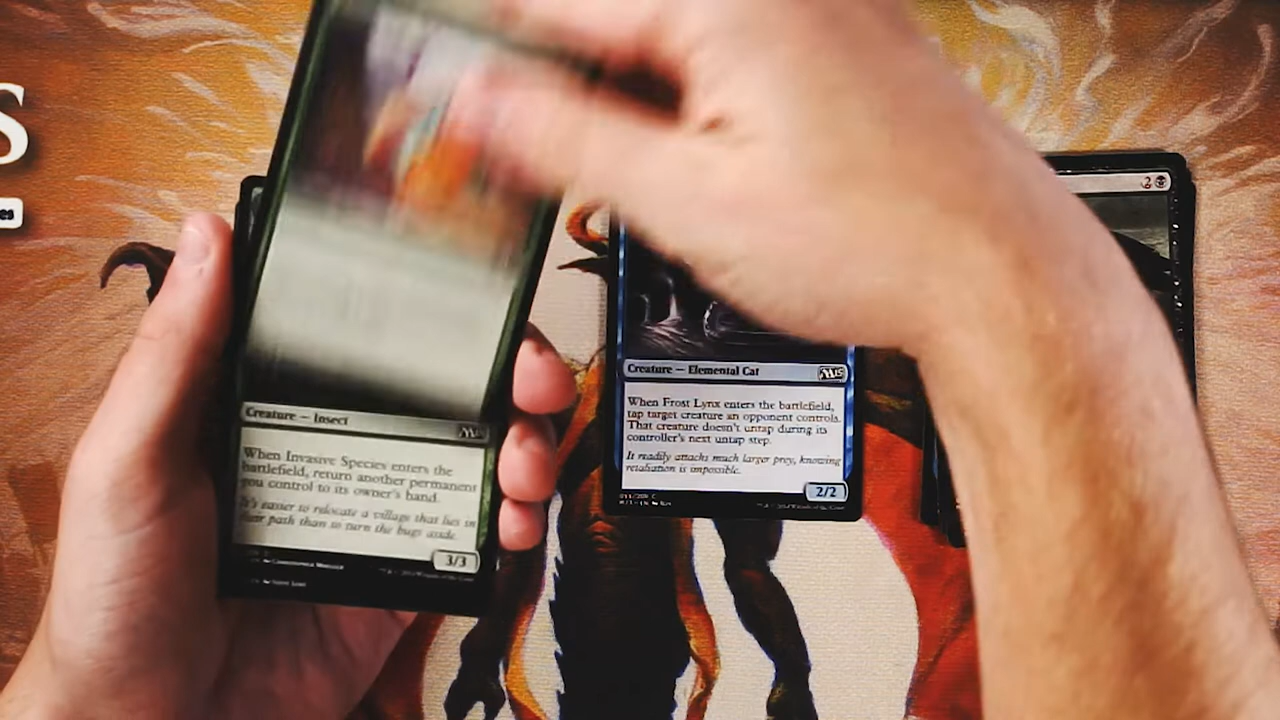 S
es
2
Creature — Insect
When Invasive Species enters the
battlefield, return another permanent
you control to its owner's hand.
It's easier to relocate a village that lies in
their path than to turn the bugs aside.
3/3
Creature — Elemental Cat
M15
When Frost Lynx enters the battlefield,
tap target creature an opponent controls.
That creature doesn't untap during its
controller's next untap step.
It readily attacks much larger prey, knowing
retaliation is impossible.
2/2